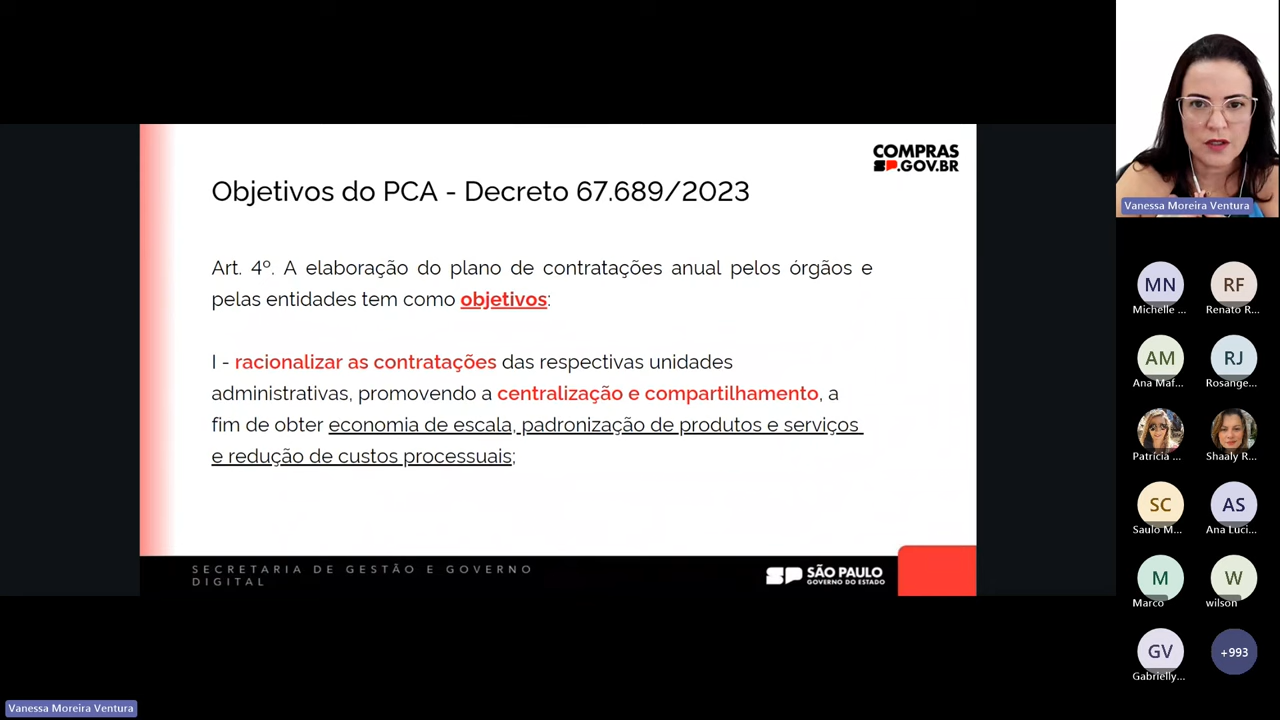 COMPRAS
SP.GOV.BR
Objetivos do PCA - Decreto 67.689/2023
Art. 4º. A elaboração do plano de contratações anual pelos órgãos e
pelas entidades tem como objetivos:
I - racionalizar as contratações das respectivas unidades
administrativas, promovendo a centralização e compartilhamento, a
fim de obter economia de escala, padronização de produtos e serviços
e redução de custos processuais;
SECRETARIA DE GESTÃO E GOVERNO
DIGITAL
SP SÃO PAULO
GOVERNO DO ESTADO
Vanessa Moreira Ventura
MN RF
Michelle ... Renato R...
AM RJ
Ana Maf... Rosange...
Patrícia ... Shaaly R...
SC AS
Saulo M... Ana Luci...
M W
Marco wilson
GV +993
Gabrielly...
Vanessa Moreira Ventura